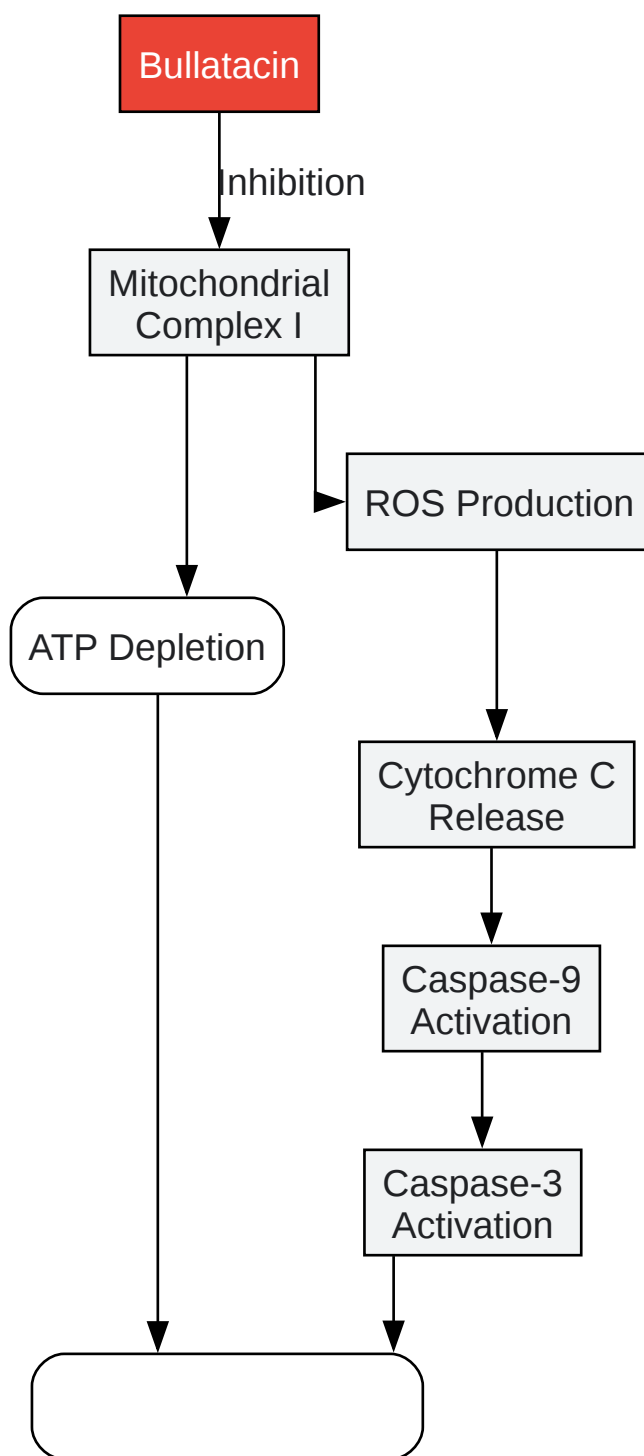 Bullatacin
Inhibition
Mitochondrial
Complex I
ROS Production
ATP Depletion
Cytochrome C
Release
Caspase-9
Activation
Caspase-3
Activation